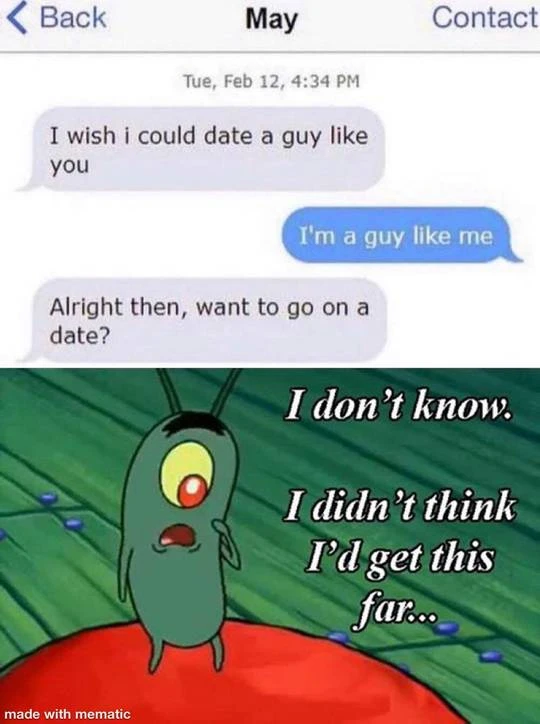 Back
May
Contact
Tue, Feb 12, 4:34 PM
I wish i could date a guy like
you
I'm a guy like me
Alright then, want to go on a
date?
I don't know.
I didn't think
I'd get this
far...
made with mematic